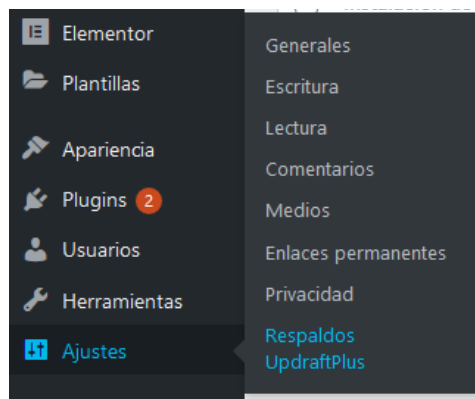 Elementor
Plantillas
Apariencia
Plugins 2
Usuarios
Herramientas
Ajustes
Generales
Escritura
Lectura
Comentarios
Medios
Enlaces permanentes
Privacidad
Respaldos
UpdraftPlus